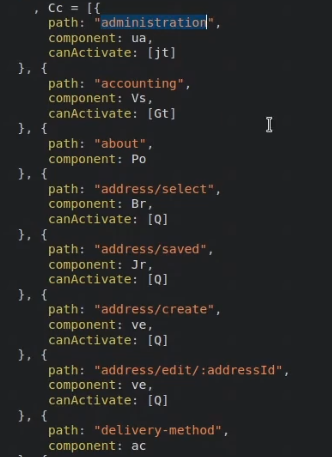 , Cc = [{
path: "administration",
component: ua,
canActivate: [jt]
}, {
path: "accounting",
component: Vs,
canActivate: [Gt]
}, {
path: "about",
component: Po
}, {
path: "address/select",
component: Br,
canActivate: [Q]
}, {
path: "address/saved",
component: Jr,
canActivate: [Q]
}, {
path: "address/create",
component: ve,
canActivate: [Q]
}, {
path: "address/edit/:addressId",
component: ve,
canActivate: [Q]
}, {
path: "delivery-method",
component: ac